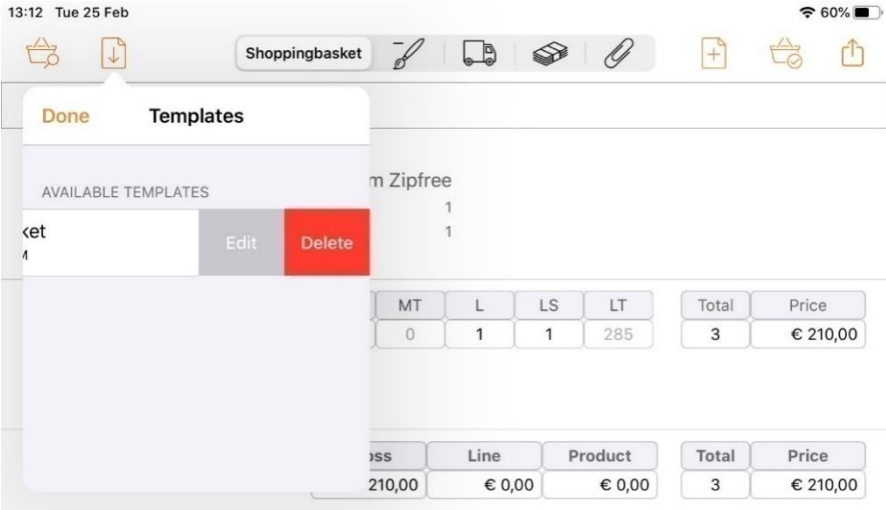 13:12 Tue 25 Feb
60%
Shoppingbasket
Done Templates
AVAILABLE TEMPLATES
Edit Delete
Zipfree
1
1
MT L LS LT Total Price
0 1 1 285 3 € 210,00
Line Product Total Price
210,00 € 0,00 € 0,00 3 € 210,00